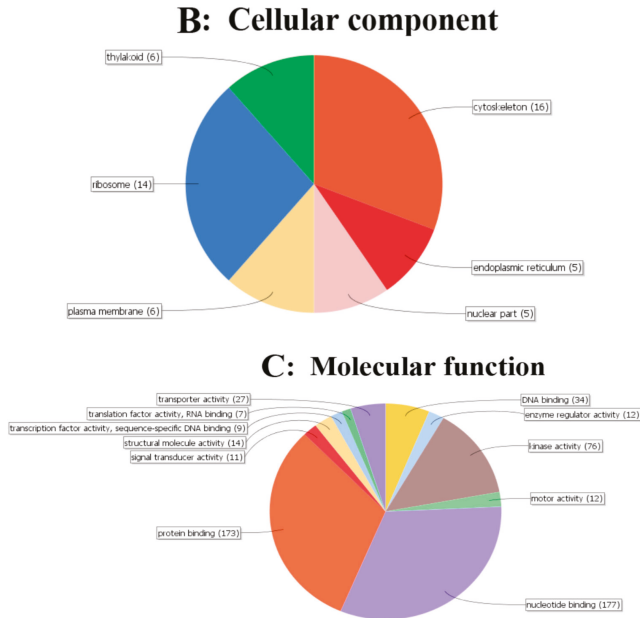 B: Cellular component
thylakoid (6)
cytoskeleton (16)
ribosome (14)
endoplasmic reticulum (5)
plasma membrane (6)
nuclear part (5)
C: Molecular function
transporter activity (27)
DNA binding (34)
translation factor activity, RNA binding (7)
enzyme regulator activity (12)
transcription factor activity, sequence-specific DNA binding (9)
structural molecule activity (14)
kinase activity (76)
signal transducer activity (11)
motor activity (12)
protein binding (173)
nucleotide binding (177)